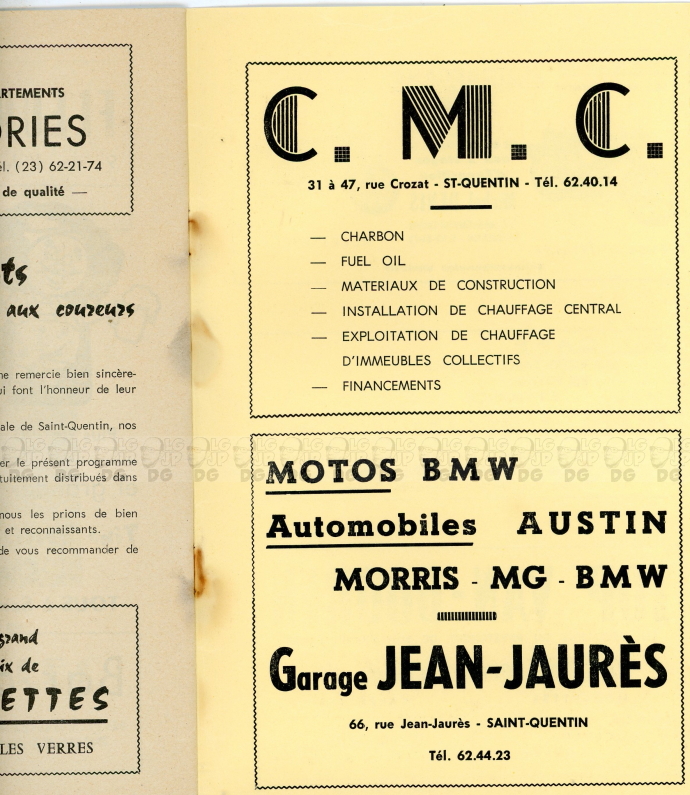 ARTEMENTS
RIES
él. (23) 62-21-74
de qualité —
ts
aux coureurs
ne remercie bien sincère-
ui font l'honneur de leur
ale de Saint-Quentin, nos
er le présent programme
tuitement distribués dans
nous les prions de bien
et reconnaissants.
de vous recommander de
grand
ix de
ETTES
LES VERRES
C. M. C.
31 à 47, rue Crozat - ST-QUENTIN - Tél. 62.40.14
— CHARBON
— FUEL OIL
— MATERIAUX DE CONSTRUCTION
— INSTALLATION DE CHAUFFAGE CENTRAL
— EXPLOITATION DE CHAUFFAGE
D'IMMEUBLES COLLECTIFS
— FINANCEMENTS
MOTOS BMW
Automobiles AUSTIN
MORRIS - MG - BMW
Garage JEAN-JAURÈS
66, rue Jean-Jaurès - SAINT-QUENTIN
Tél. 62.44.23